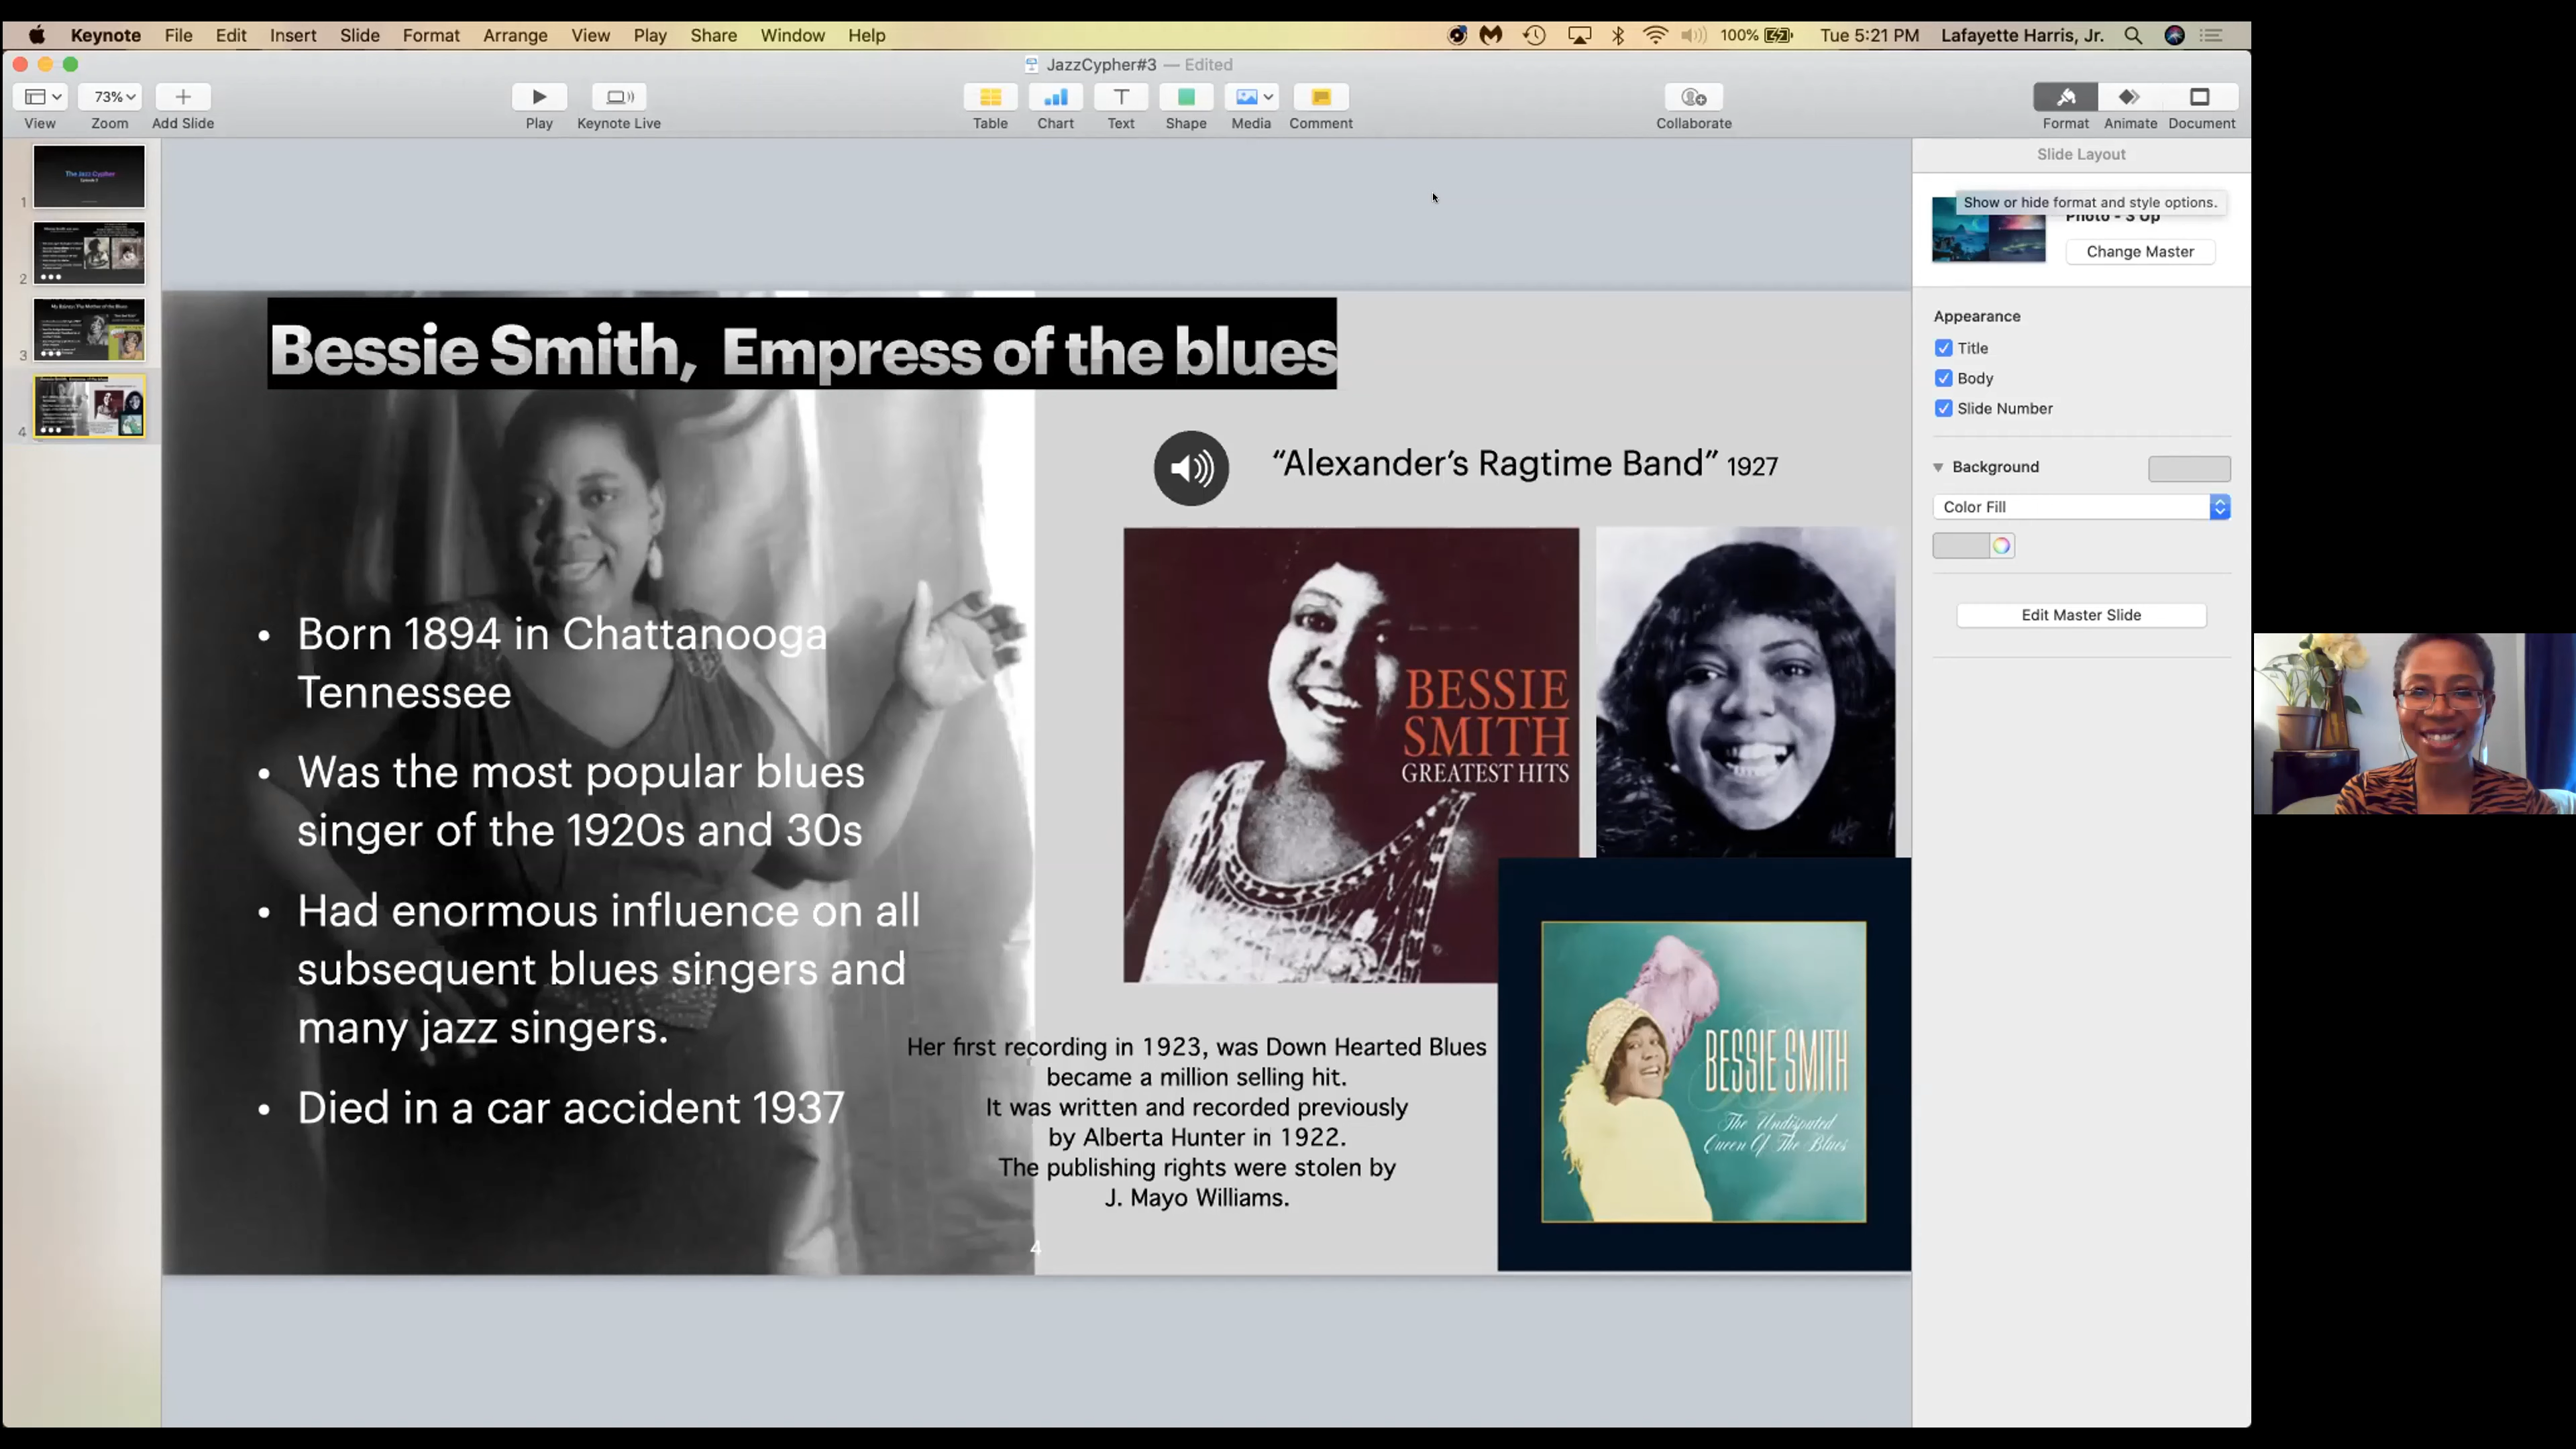 Keynote File Edit Insert Slide Format Arrange View Play Share Window Help 100% Tue 5:21 PM Lafayette Harris, Jr.
JazzCypher#3 — Edited
73%
View Zoom Add Slide Play Keynote Live Table Chart Text Shape Media Comment Collaborate Format Animate Document
Slide Layout
Show or hide format and style options.
Photo - 3 Up
Change Master
Appearance
Title
Body
Slide Number
Background
Color Fill
Edit Master Slide
1
The Jazz Cypher
2
3
4
Bessie Smith, Empress of the blues
“Alexander’s Ragtime Band” 1927
• Born 1894 in Chattanooga
Tennessee
• Was the most popular blues
singer of the 1920s and 30s
• Had enormous influence on all
subsequent blues singers and
many jazz singers.
• Died in a car accident 1937
BESSIE
SMITH
GREATEST HITS
Her first recording in 1923, was Down Hearted Blues
became a million selling hit.
It was written and recorded previously
by Alberta Hunter in 1922.
The publishing rights were stolen by
J. Mayo Williams.
BESSIE SMITH
The Undisputed
Queen Of The Blues
4